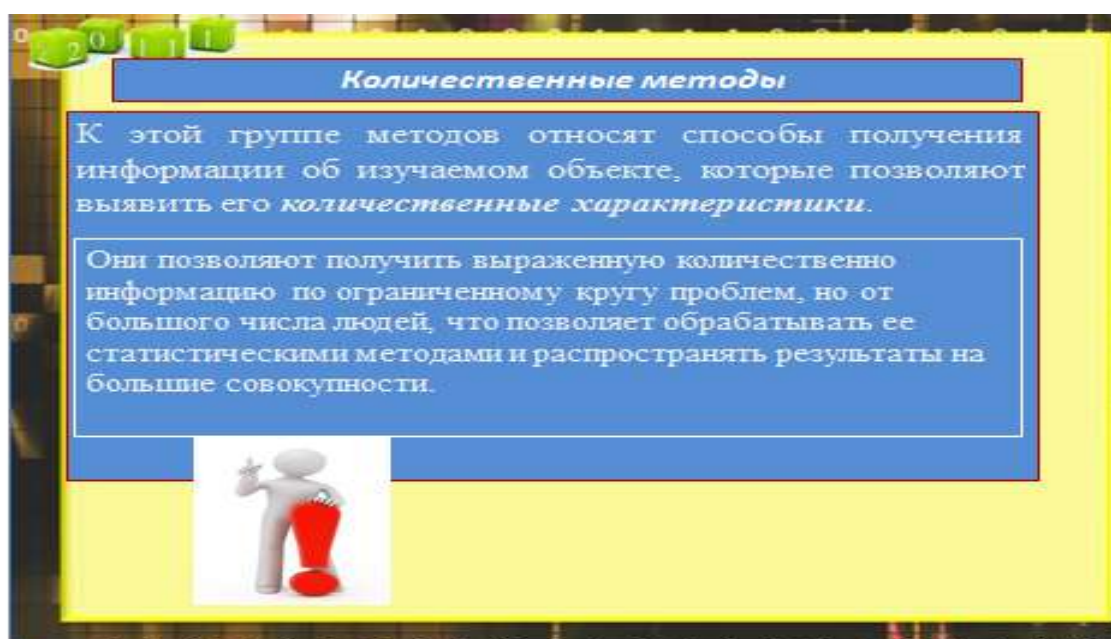 Количественные методы
К этой группе методов относят способы получения
информации об изучаемом объекте, которые позволяют
выявить его количественные характеристики.
Они позволяют получить выраженную количественно
информацию по ограниченному кругу проблем, но от
большого числа людей, что позволяет обрабатывать ее
статистическими методами и распространять результаты на
большие совокупности.